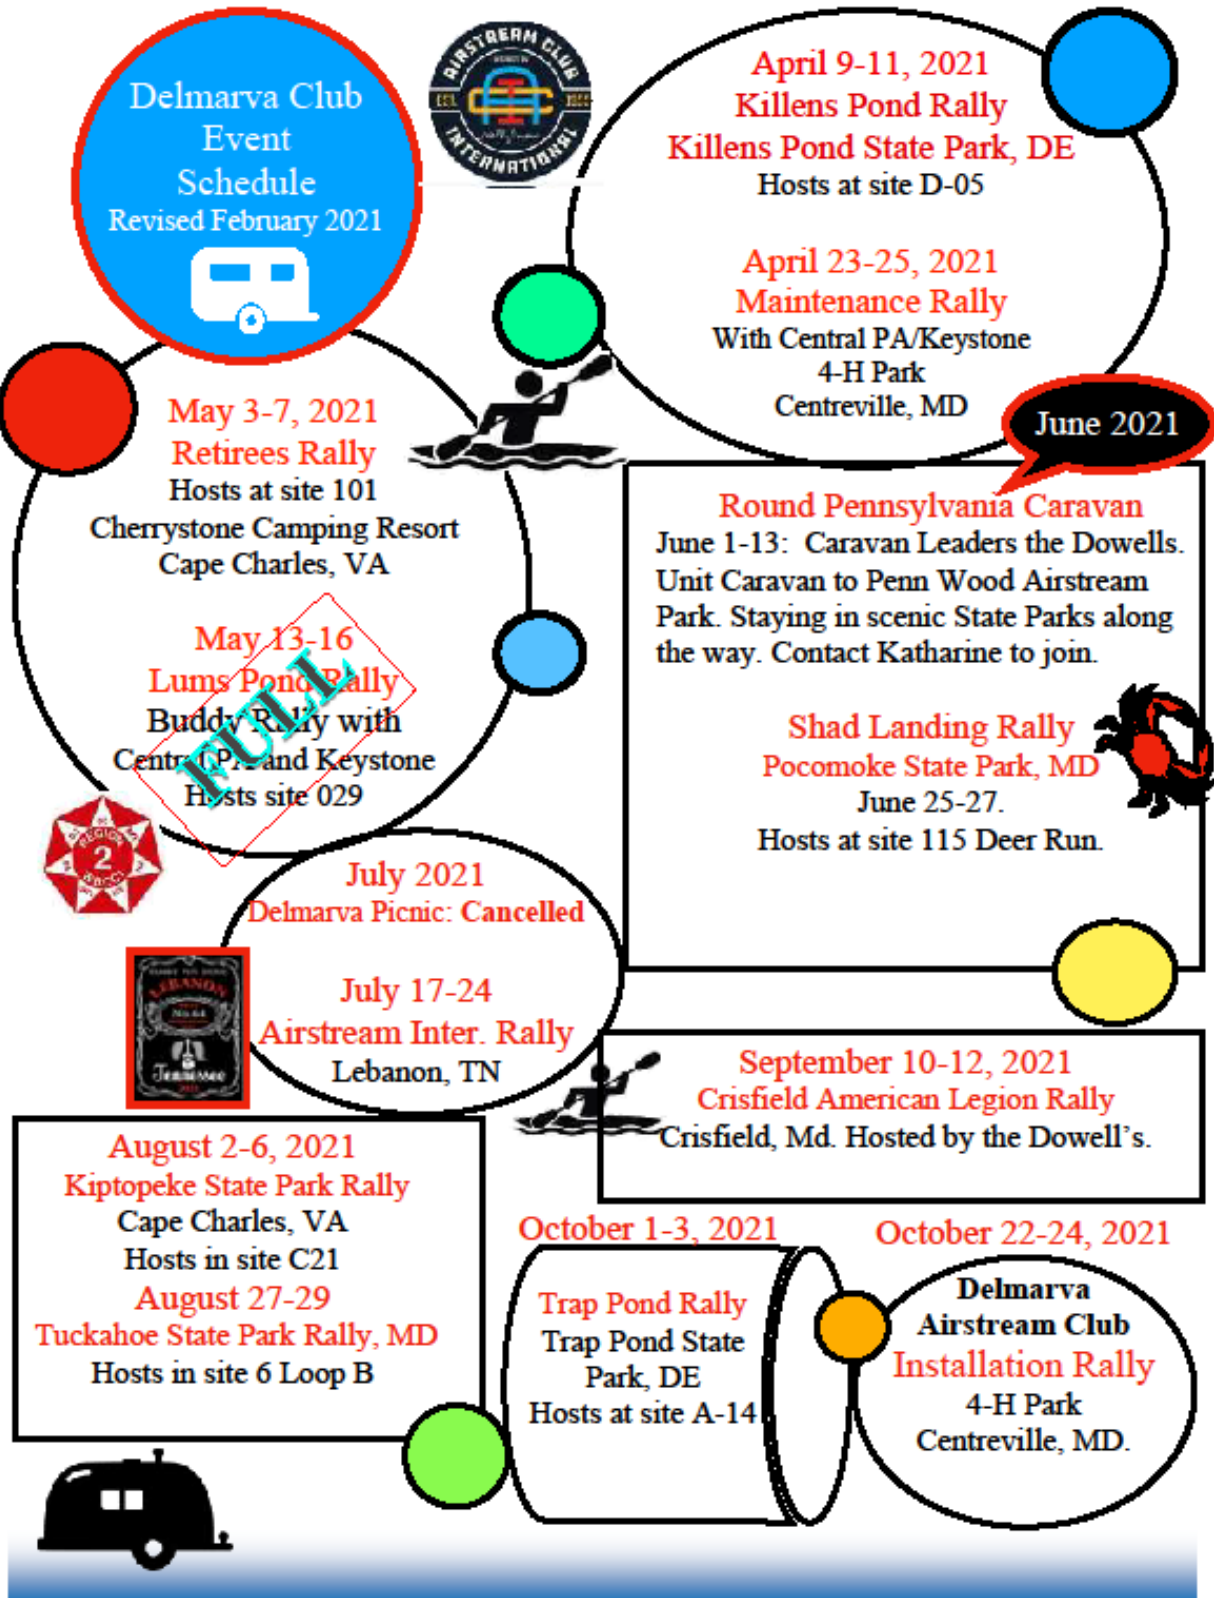 Delmarva Club
Event
Schedule
Revised February 2021
AIRSTREAM CLUB
INTERNATIONAL
April 9-11, 2021
Killens Pond Rally
Killens Pond State Park, DE
Hosts at site D-05
April 23-25, 2021
Maintenance Rally
With Central PA/Keystone
4-H Park
Centreville, MD
May 3-7, 2021
Retirees Rally
Hosts at site 101
Cherrystone Camping Resort
Cape Charles, VA
May 13-16
Lums Pond Rally
Buddy Rally with
Central PA and Keystone
Hosts site 029
FULL
June 2021
Round Pennsylvania Caravan
June 1-13: Caravan Leaders the Dowells.
Unit Caravan to Penn Wood Airstream
Park. Staying in scenic State Parks along
the way. Contact Katharine to join.
Shad Landing Rally
Pocomoke State Park, MD
June 25-27.
Hosts at site 115 Deer Run.
REGION
2
WBCCI
July 2021
Delmarva Picnic: Cancelled
July 17-24
Airstream Inter. Rally
Lebanon, TN
LEBANON
No. 64
Tennessee
September 10-12, 2021
Crisfield American Legion Rally
Crisfield, Md. Hosted by the Dowell's.
August 2-6, 2021
Kiptopeke State Park Rally
Cape Charles, VA
Hosts in site C21
August 27-29
Tuckahoe State Park Rally, MD
Hosts in site 6 Loop B
October 1-3, 2021
Trap Pond Rally
Trap Pond State
Park, DE
Hosts at site A-14
October 22-24, 2021
Delmarva
Airstream Club
Installation Rally
4-H Park
Centreville, MD.